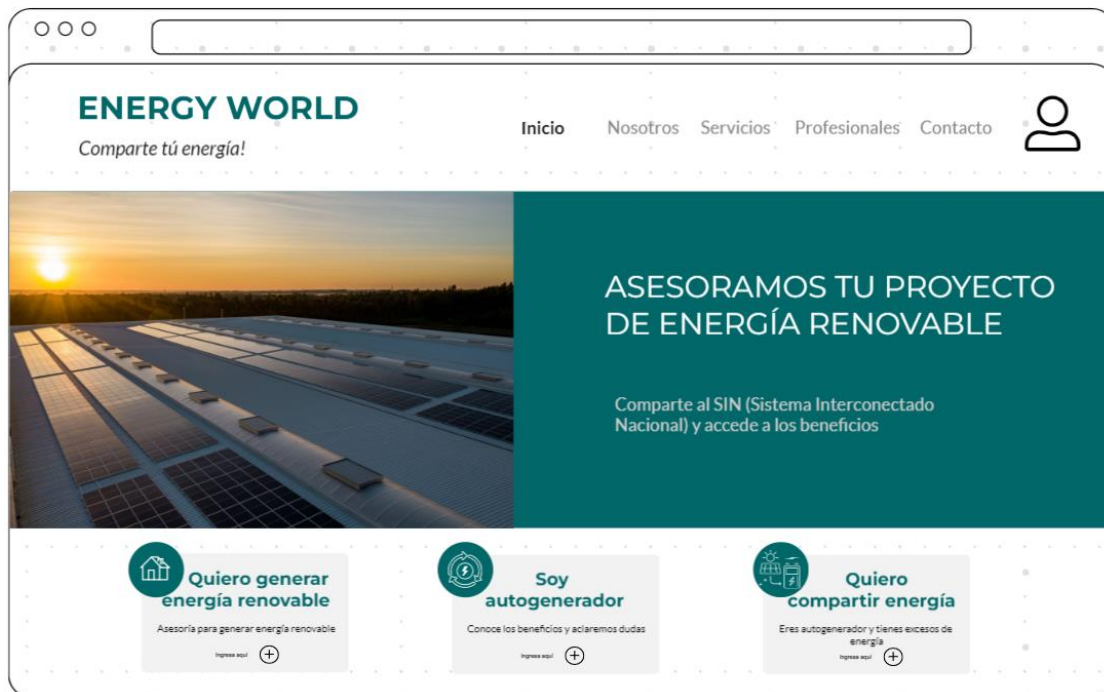 ENERGY WORLD
Comparte tú energía!
Inicio Nosotros Servicios Profesionales Contacto
ASESORAMOS TU PROYECTO
DE ENERGÍA RENOVABLE
Comparte al SIN (Sistema Interconectado
Nacional) y accede a los beneficios
Quiero generar
energía renovable
Asesoría para generar energía renovable
Ingresa aquí
Soy
autogenerador
Conoce los beneficios y aclaremos dudas
Ingresa aquí
Quiero
compartir energía
Eres autogenerador y tienes excesos de
energía
Ingresa aquí